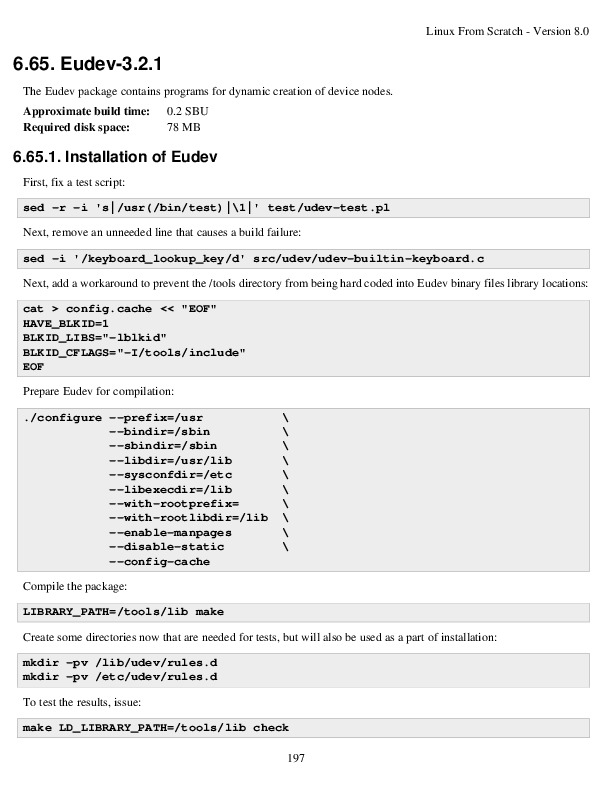 Linux From Scratch - Version 8.0
6.65. Eudev-3.2.1
The Eudev package contains programs for dynamic creation of device nodes.
Approximate build time: 0.2 SBU
Required disk space: 78 MB
6.65.1. Installation of Eudev
First, fix a test script:
sed -r -i 's|/usr(/bin/test)|\1|' test/udev-test.pl
Next, remove an unneeded line that causes a build failure:
sed -i '/keyboard_lookup_key/d' src/udev/udev-builtin-keyboard.c
Next, add a workaround to prevent the /tools directory from being hard coded into Eudev binary files library locations:
cat > config.cache << "EOF"
HAVE_BLKID=1
BLKID_LIBS="-lblkid"
BLKID_CFLAGS="-I/tools/include"
EOF
Prepare Eudev for compilation:
./configure --prefix=/usr \
--bindir=/sbin \
--sbindir=/sbin \
--libdir=/usr/lib \
--sysconfdir=/etc \
--libexecdir=/lib \
--with-rootprefix= \
--with-rootlibdir=/lib \
--enable-manpages \
--disable-static \
--config-cache
Compile the package:
LIBRARY_PATH=/tools/lib make
Create some directories now that are needed for tests, but will also be used as a part of installation:
mkdir -pv /lib/udev/rules.d
mkdir -pv /etc/udev/rules.d
To test the results, issue:
make LD_LIBRARY_PATH=/tools/lib check
197